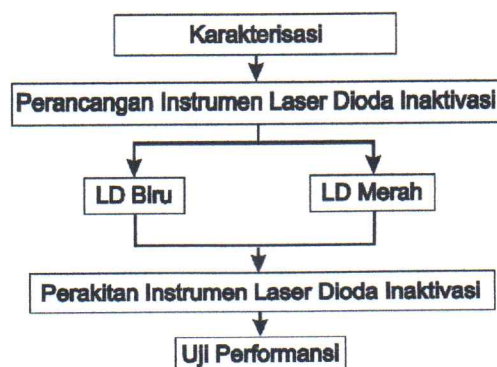 Karakterisasi
Perancangan Instrumen Laser Dioda Inaktivasi
LD Biru
LD Merah
Perakitan Instrumen Laser Dioda Inaktivasi
Uji Performansi